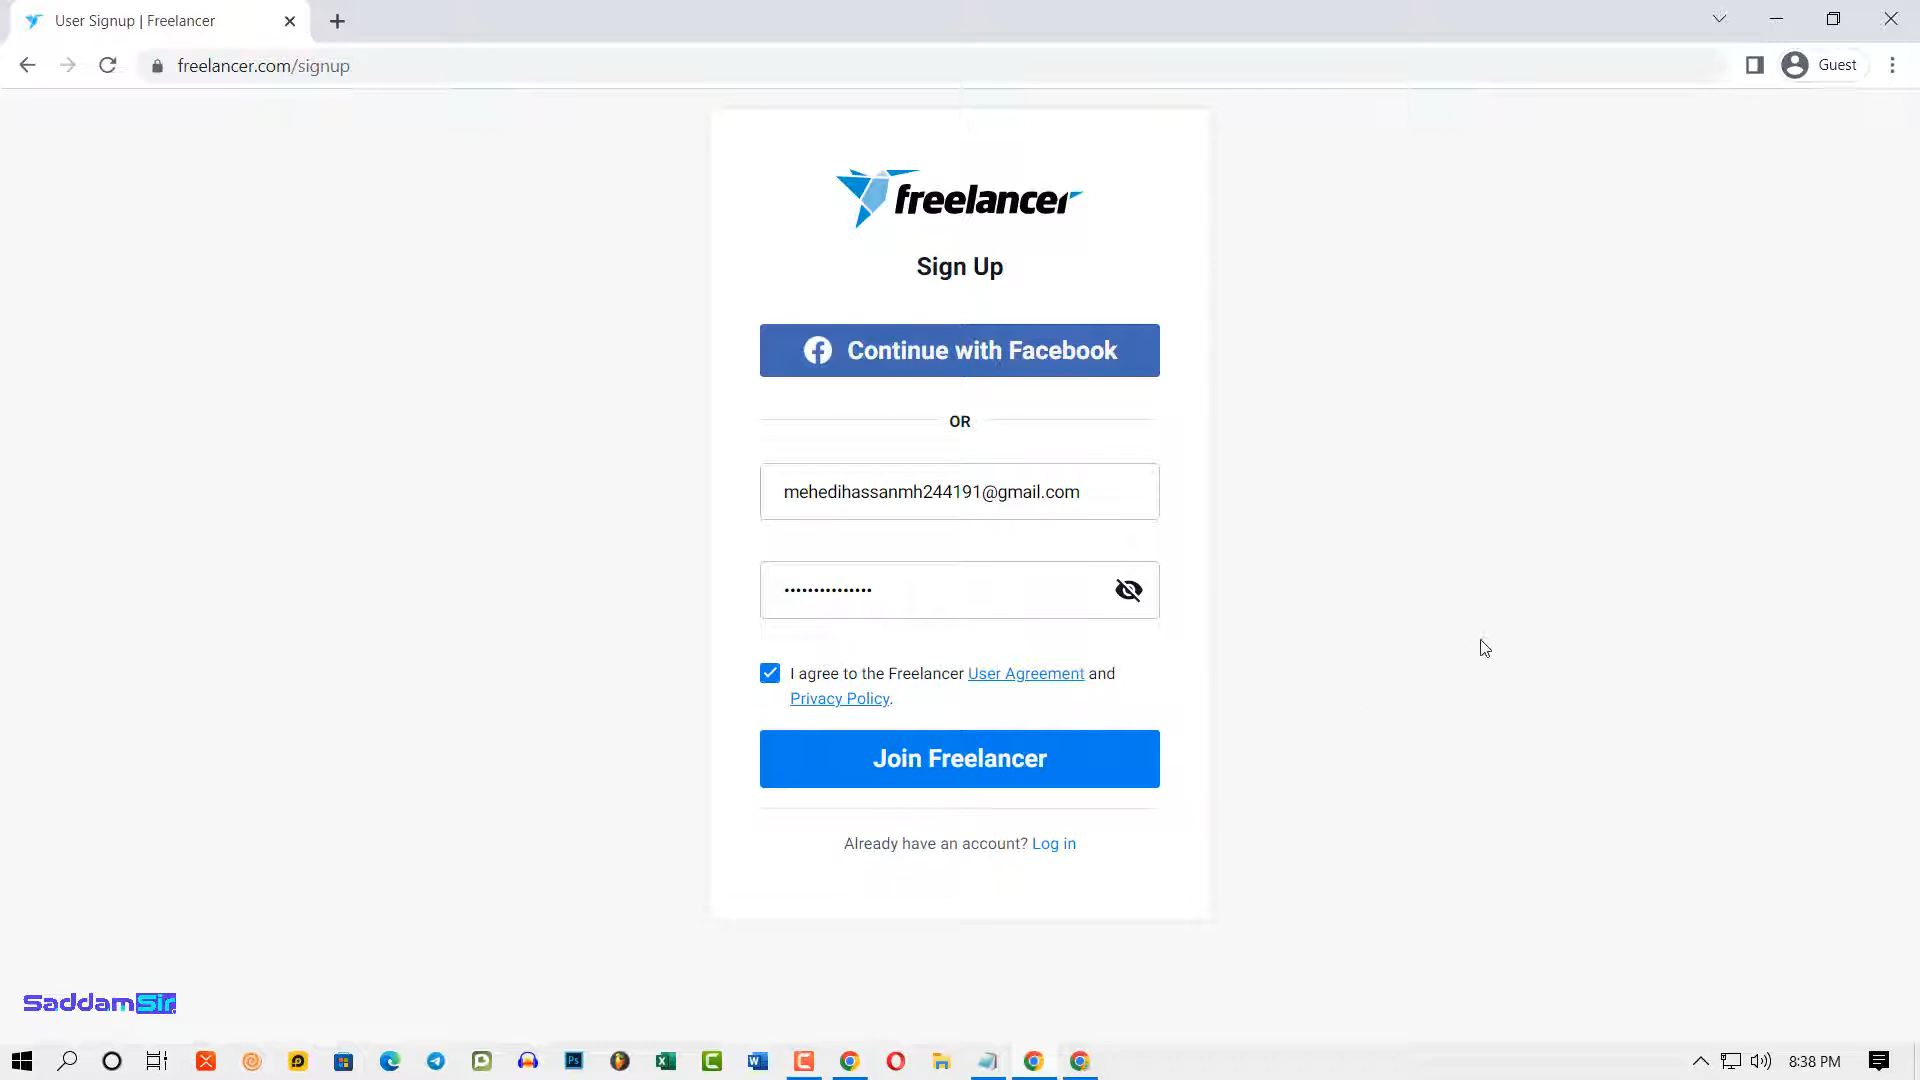 User Signup | Freelancer
freelancer.com/signup
Guest
freelancer
Sign Up
Continue with Facebook
OR
mehedihassanmh244191@gmail.com
•••••••••••••••
I agree to the Freelancer User Agreement and
Privacy Policy.
Join Freelancer
Already have an account? Log in
SaddamSir
8:38 PM